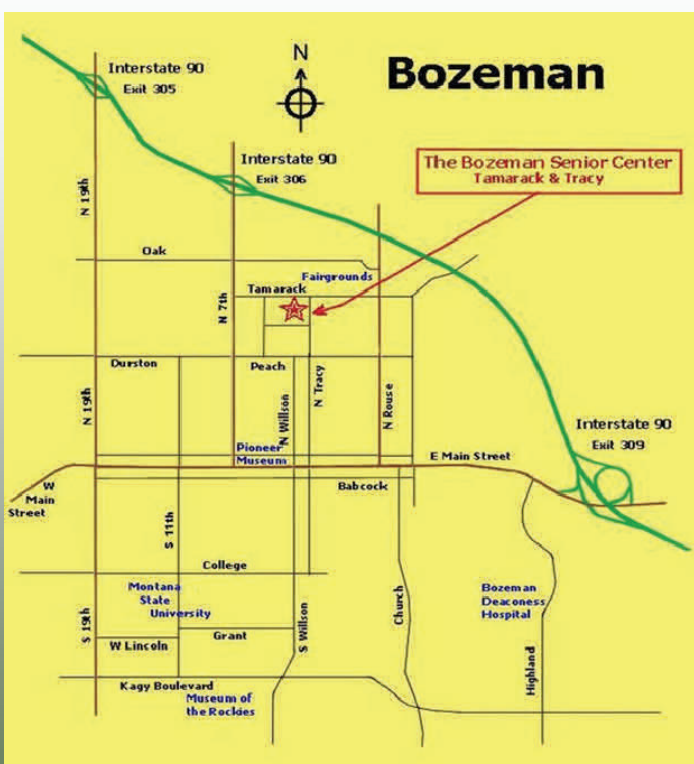 Bozeman
N
Interstate 90
Exit 305
Interstate 90
Exit 306
The Bozeman Senior Center
Tamarack & Tracy
N 19th
Oak
Fairgrounds
Tamarack
N 7th
Durston
Peach
N Tracy
N Willson
N Rouse
N 19th
Interstate 90
Exit 309
Pioneer
Museum
E Main Street
W
Main
Street
Babcock
S 11th
College
Montana
State
University
Bozeman
Deaconess
Hospital
Church
S 19th
Grant
S Willson
W Lincoln
Highland
Kagy Boulevard
Museum of
the Rockies